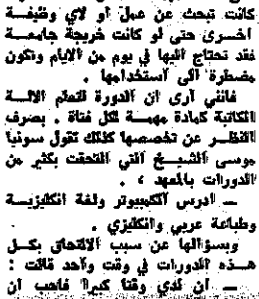 كانت تبحث عن عمل او لاي وظيفة
اخرى حتى لو كانت خريجة جامعة
فقد تحتاج اليها في يوم من الايام وتكون
مضطرة الى استخدامها .
فانني أرى ان الدورة لتعلم الالة
الكاتبة كمادة مهمة لكل فتاة . بصرف
النظر عن تخصصها كذلك تقول سونيا
موسى الشيخ التي التحقت بكثير من
الدورات بالمعهد ، .
ـ ادرس الكمبيوتر ولغة انكليزية
وطباعة عربي وانكليزي .
وبسؤالها عن سبب الالتحاق بكل
هذه الدورات في وقت واحد قالت :
ـ ان لدي وقتا كبيرا فاحب ان